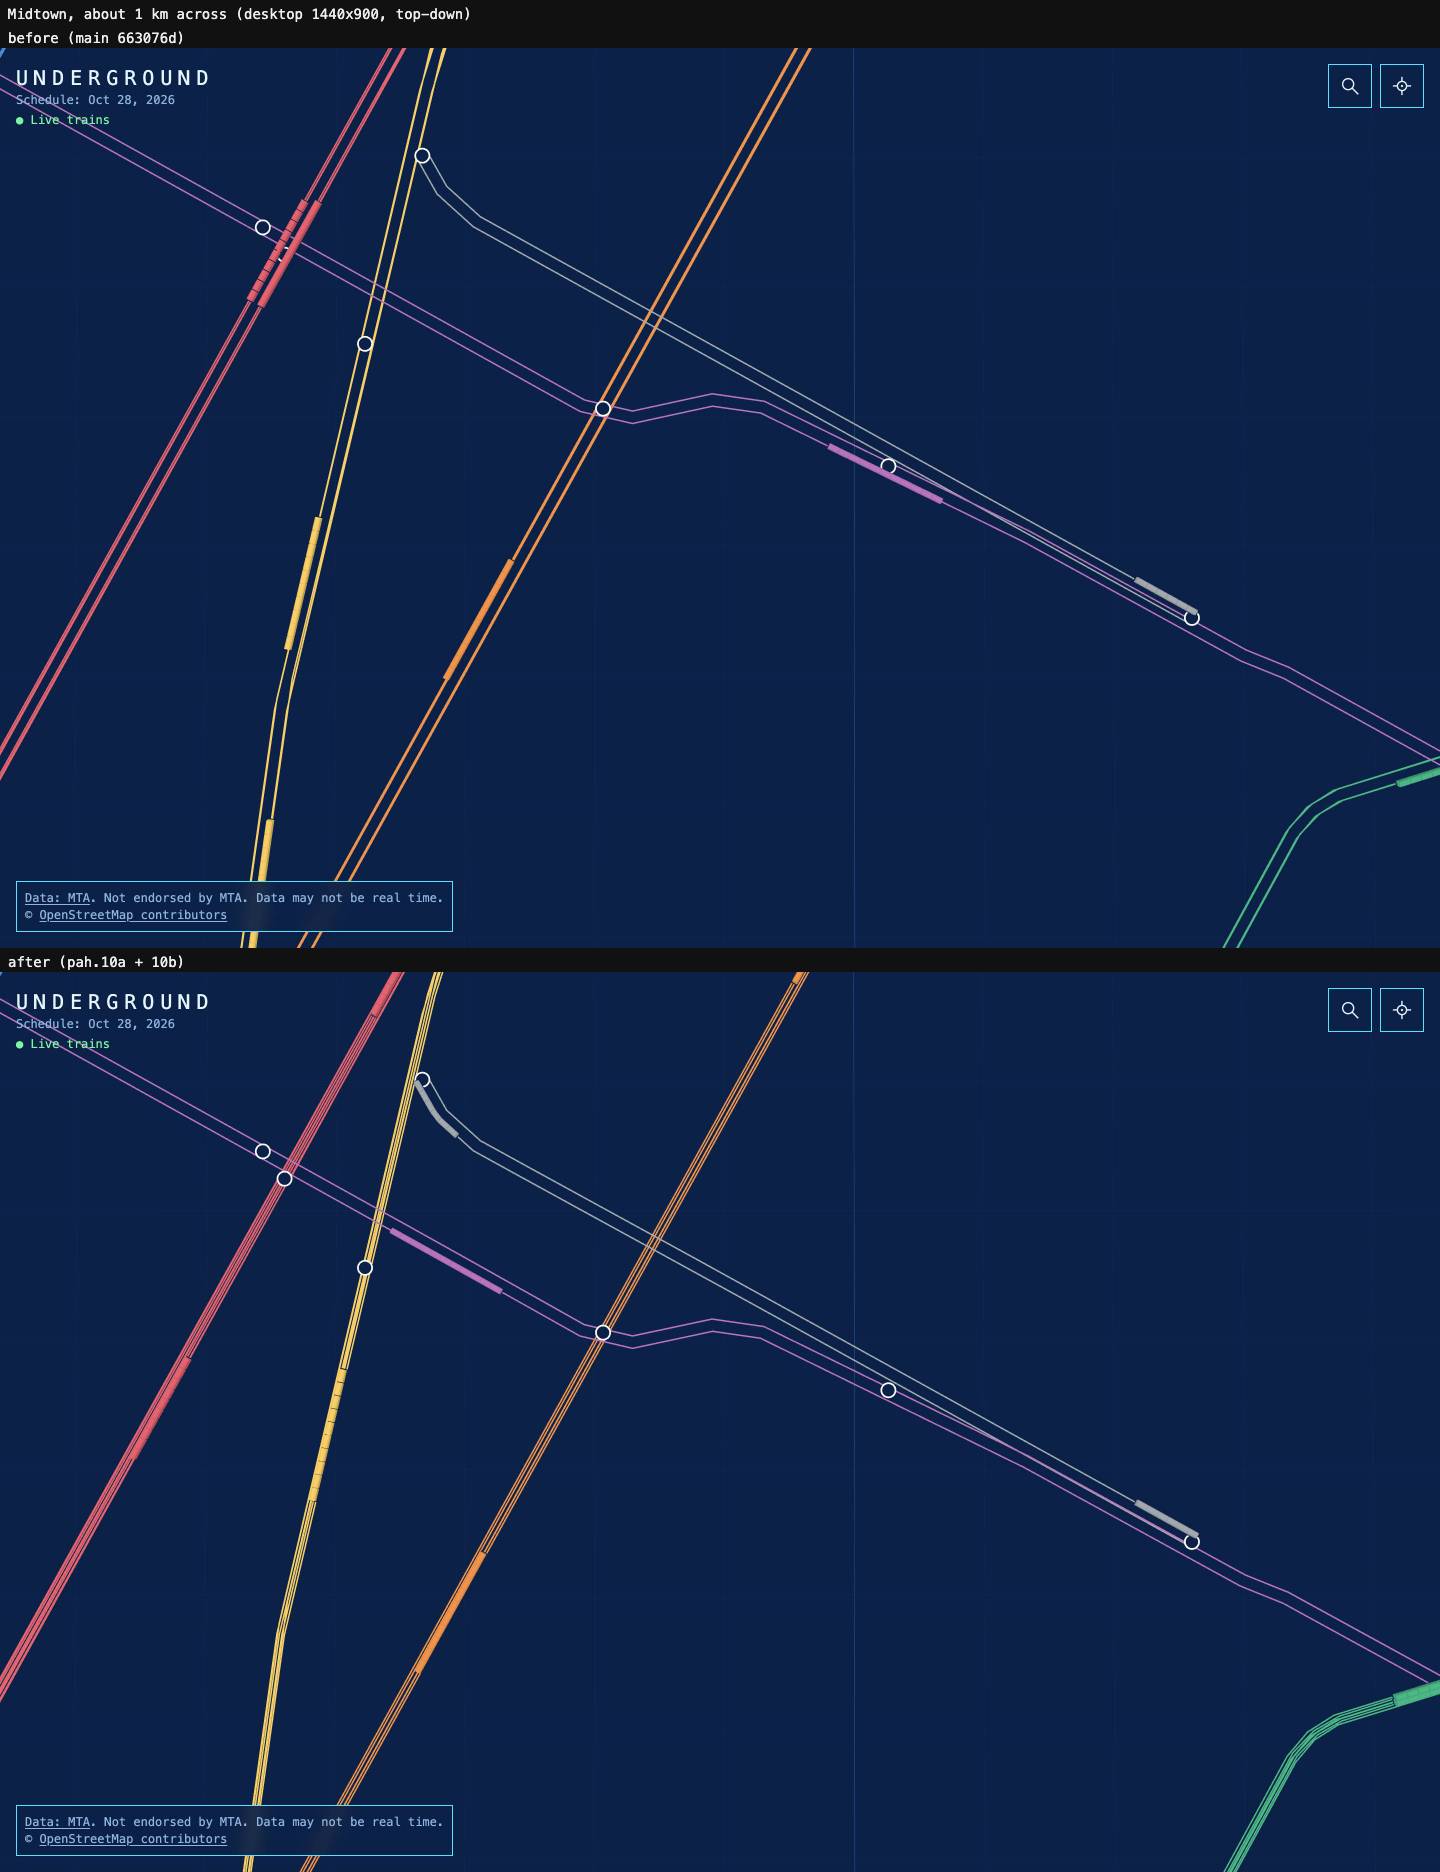 Midtown, about 1 km across (desktop 1440x900, top-down)
before (main 663076d)
UNDERGROUND
Schedule: Oct 28, 2026
● Live trains
Data: MTA. Not endorsed by MTA. Data may not be real time.
© OpenStreetMap contributors
after (pah.10a + 10b)
UNDERGROUND
Schedule: Oct 28, 2026
● Live trains
Data: MTA. Not endorsed by MTA. Data may not be real time.
© OpenStreetMap contributors